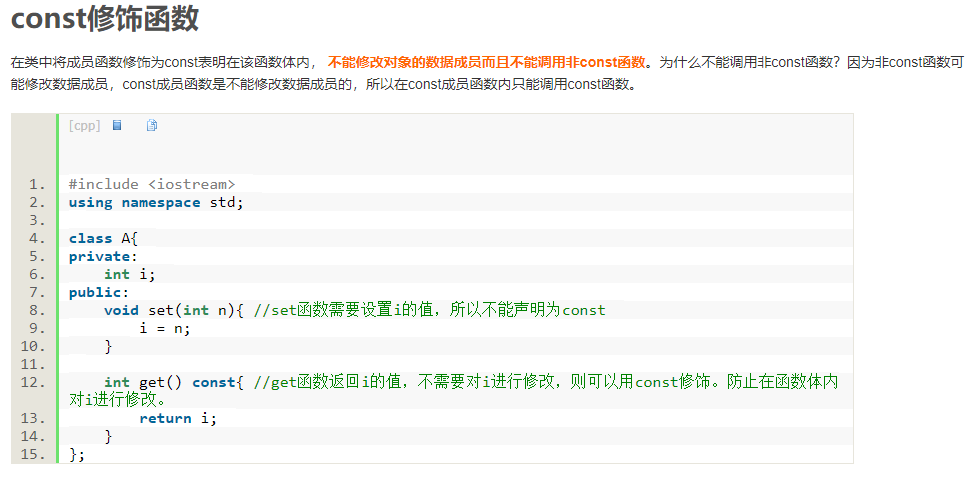 const修饰函数
在类中将成员函数修饰为const表明在该函数体内， 不能修改对象的数据成员而且不能调用非const函数。为什么不能调用非const函数？因为非const函数可
能修改数据成员，const成员函数是不能修改数据成员的，所以在const成员函数内只能调用const函数。
[cpp]
1. #include <iostream>
2. using namespace std;
3.
4. class A{
5. private:
6.     int i;
7. public:
8.     void set(int n){ //set函数需要设置i的值，所以不能声明为const
9.         i = n;
10.     }
11.
12.     int get() const{ //get函数返回i的值，不需要对i进行修改，则可以用const修饰。防止在函数体内
对i进行修改。
13.         return i;
14.     }
15. };